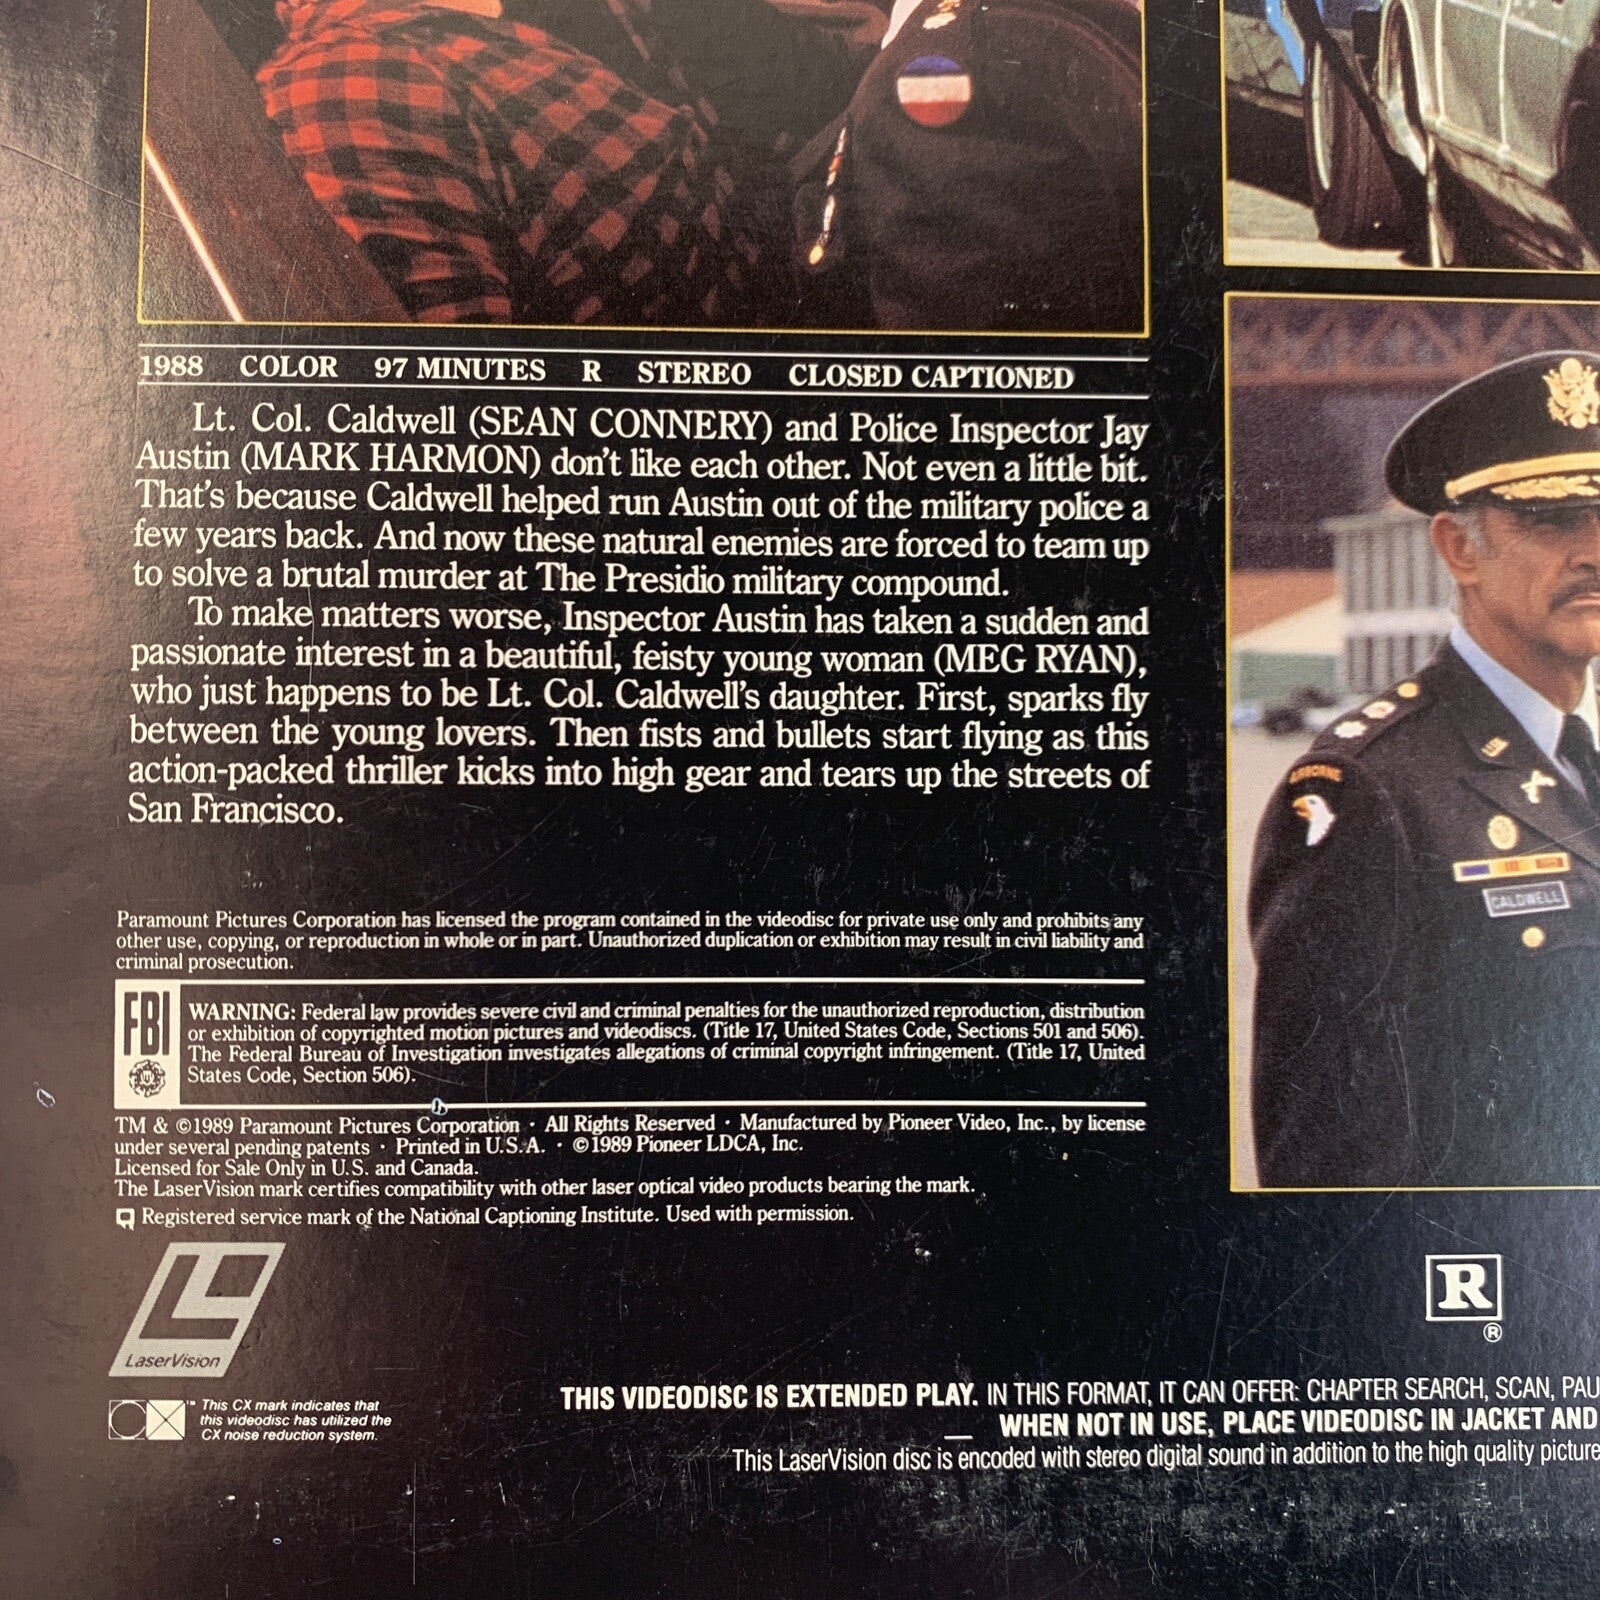 1988 COLOR 97 MINUTES R STEREO CLOSED CAPTIONED
Lt. Col. Caldwell (SEAN CONNERY) and Police Inspector Jay
Austin (MARK HARMON) don't like each other. Not even a little bit.
That's because Caldwell helped run Austin out of the military police a
few years back. And now these natural enemies are forced to team up
to solve a brutal murder at The Presidio military compound.
To make matters worse, Inspector Austin has taken a sudden and
passionate interest in a beautiful, feisty young woman (MEG RYAN),
who just happens to be Lt. Col. Caldwell's daughter. First, sparks fly
between the young lovers. Then fists and bullets start flying as this
action-packed thriller kicks into high gear and tears up the streets of
San Francisco.
AIRBORNE
US
CALDWELL
Paramount Pictures Corporation has licensed the program contained in the videodisc for private use only and prohibits any
other use, copying, or reproduction in whole or in part. Unauthorized duplication or exhibition may result in civil liability and
criminal prosecution.
FBI
WARNING: Federal law provides severe civil and criminal penalties for the unauthorized reproduction, distribution
or exhibition of copyrighted motion pictures and videodiscs. (Title 17, United States Code, Sections 501 and 506).
The Federal Bureau of Investigation investigates allegations of criminal copyright infringement. (Title 17, United
States Code, Section 506).
TM & ©1989 Paramount Pictures Corporation · All Rights Reserved · Manufactured by Pioneer Video, Inc., by license
under several pending patents · Printed in U.S.A. · ©1989 Pioneer LDCA, Inc.
Licensed for Sale Only in U.S. and Canada.
The LaserVision mark certifies compatibility with other laser optical video products bearing the mark.
Registered service mark of the National Captioning Institute. Used with permission.
LaserVision
R
®
™ This CX mark indicates that
this videodisc has utilized the
CX noise reduction system.
THIS VIDEODISC IS EXTENDED PLAY. IN THIS FORMAT, IT CAN OFFER: CHAPTER SEARCH, SCAN, PAU
WHEN NOT IN USE, PLACE VIDEODISC IN JACKET AND
This LaserVision disc is encoded with stereo digital sound in addition to the high quality picture